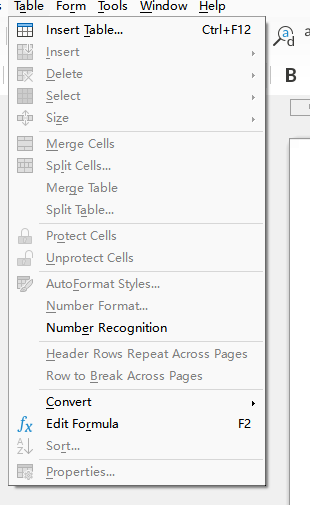 Table Form Tools Window Help
Insert Table... Ctrl+F12
Insert
Delete
Select
Size
Merge Cells
Split Cells...
Merge Table
Split Table...
Protect Cells
Unprotect Cells
AutoFormat Styles...
Number Format...
Number Recognition
Header Rows Repeat Across Pages
Row to Break Across Pages
Convert
Edit Formula F2
Sort...
Properties...
B